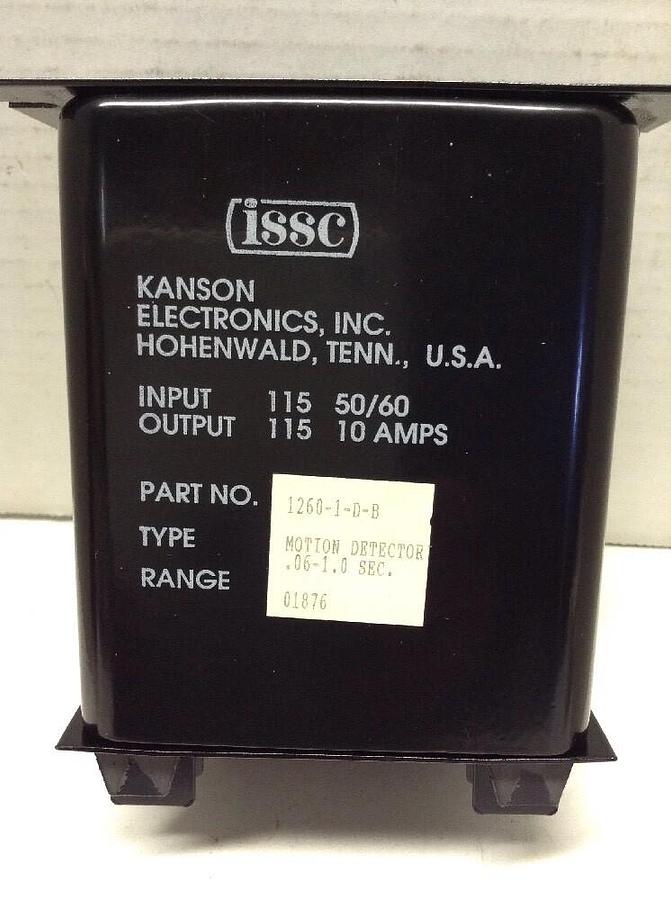 issc
KANSON
ELECTRONICS, INC.
HOHENWALD, TENN., U.S.A.
INPUT 115 50/60
OUTPUT 115 10 AMPS
PART NO. 1260-1-D-B
TYPE MOTION DETECTOR
RANGE .06-1.0 SEC.
01876